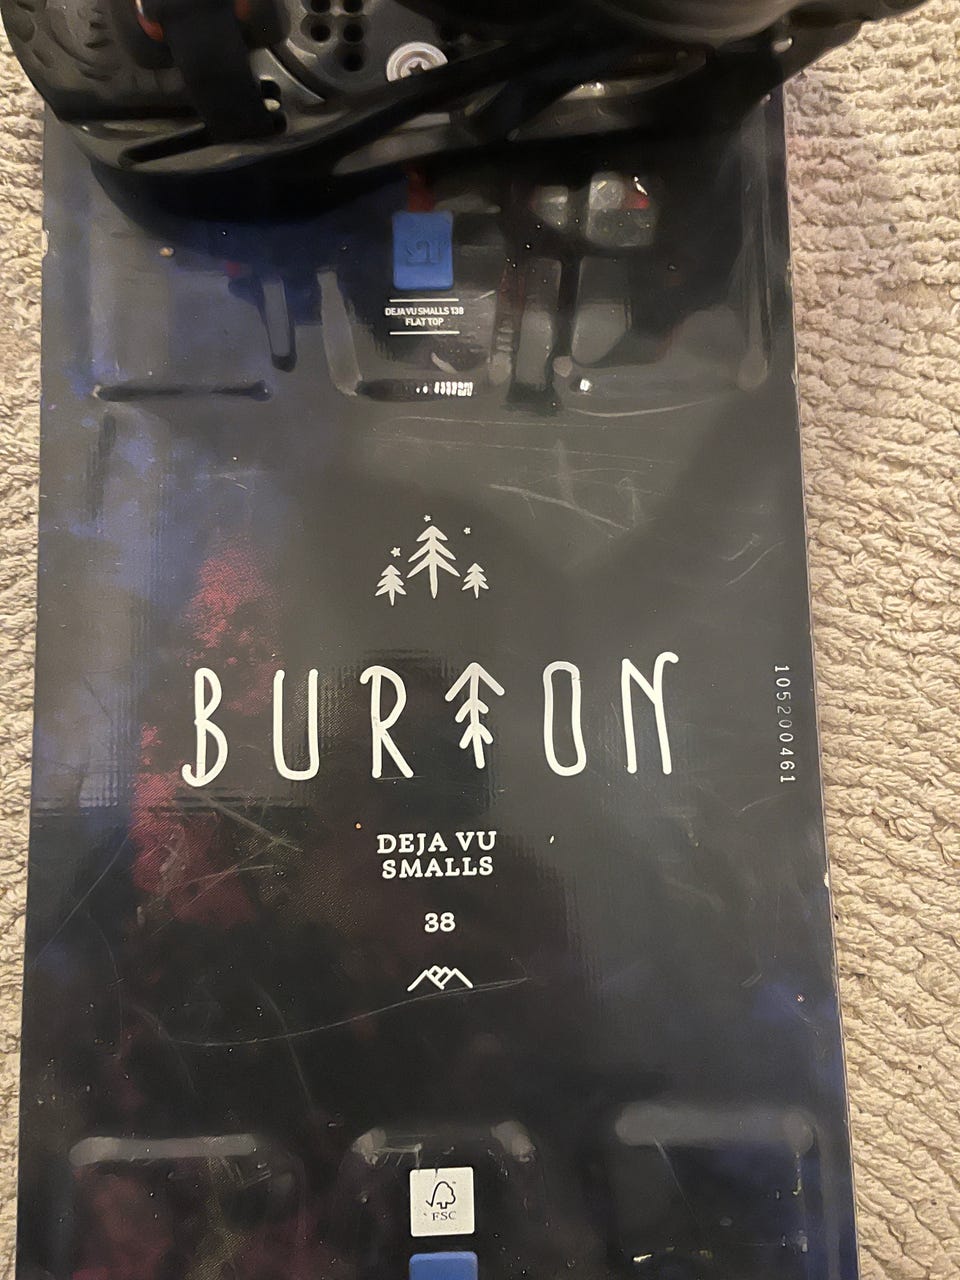 DEJA VU SMALLS 138
FLAT TOP
BURTON
105200461
DEJA VU
SMALLS
38
FSC